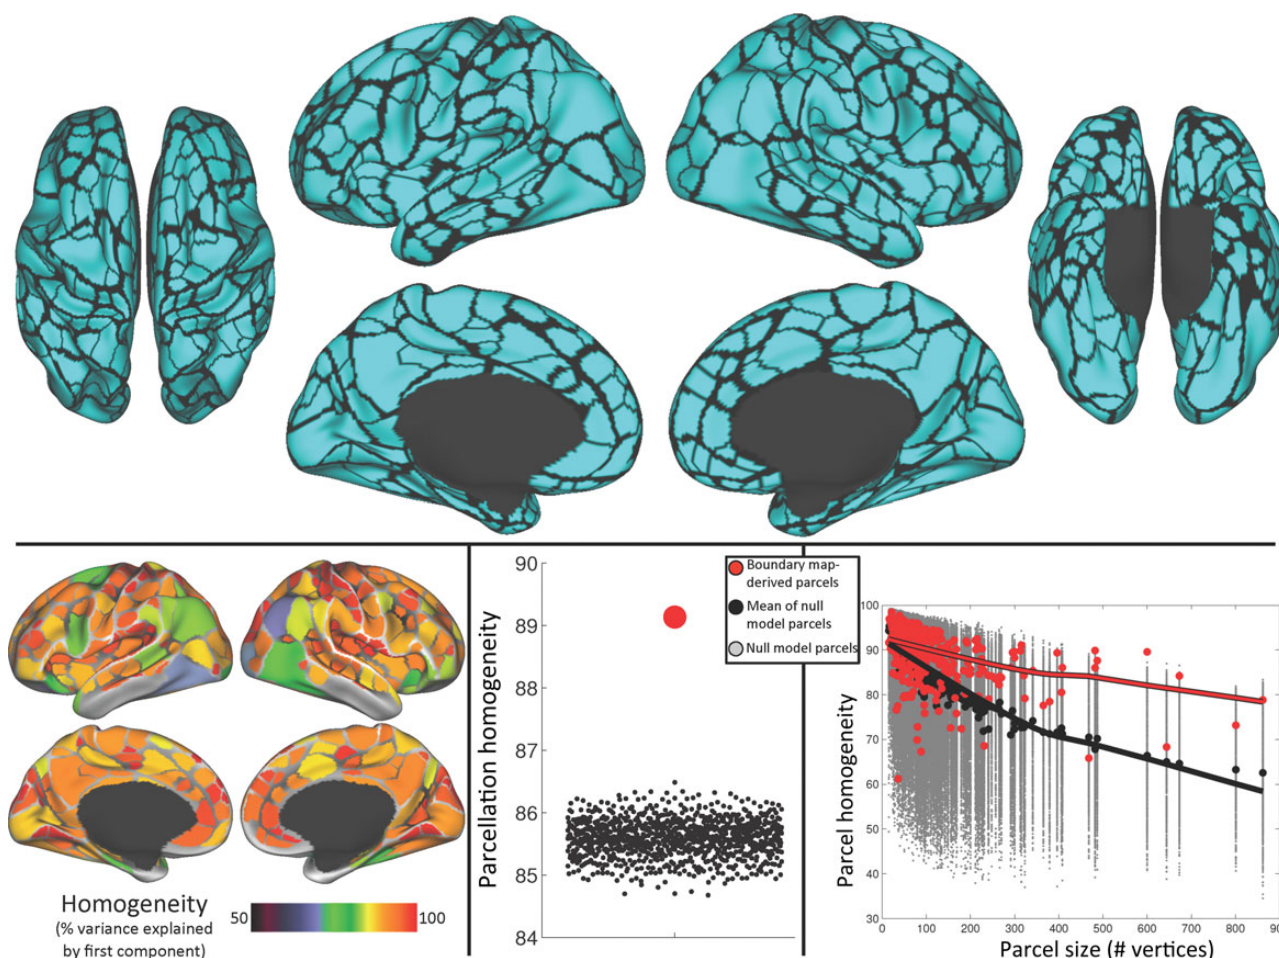 Homogeneity
(% variance explained
by first component)
50
100
Parcellation homogeneity
90
89
88
87
86
85
84
Boundary map-
derived parcels
Mean of null
model parcels
Null model parcels
Parcel homogeneity
100
90
80
70
60
50
40
30
0
100
200
300
400
500
600
700
800
90
Parcel size (# vertices)